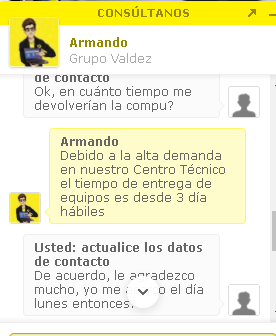 CONSÚLTANOS
Armando
Grupo Valdez
de contacto
Ok, en cuánto tiempo me
devolverían la compu?
Armando
Debido a la alta demanda
en nuestro Centro Técnico
el tiempo de entrega de
equipos es desde 3 día
hábiles
Usted: actualice los datos
de contacto
De acuerdo, le agradezco
mucho, yo me el día
lunes entonces.